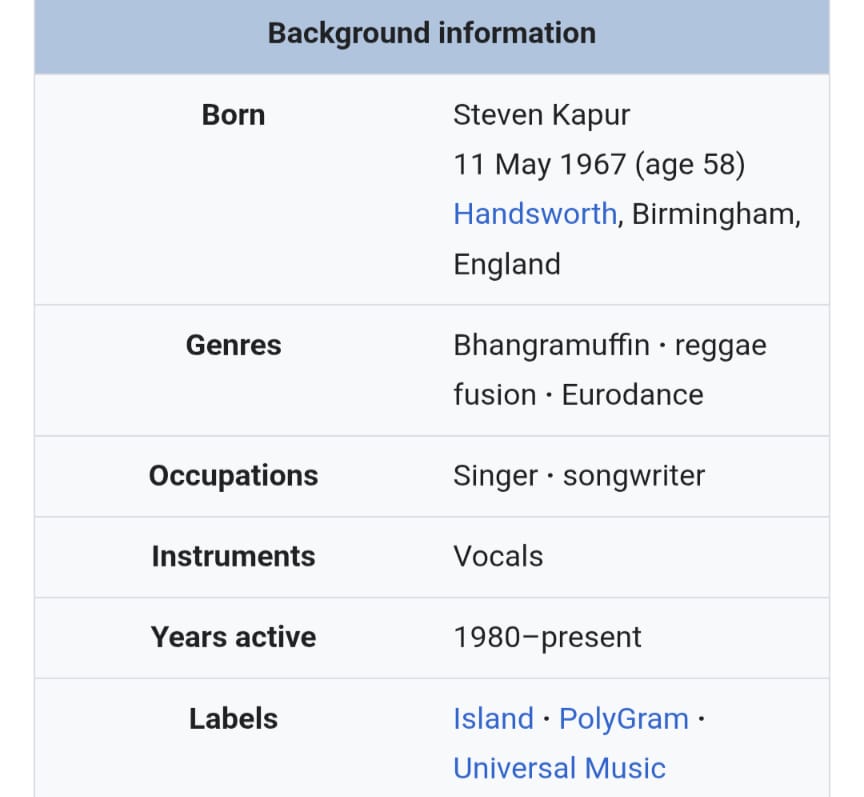 Background information
Born
Steven Kapur
11 May 1967 (age 58)
Handsworth, Birmingham,
England
Genres
Bhangramuffin · reggae
fusion · Eurodance
Occupations
Singer · songwriter
Instruments
Vocals
Years active
1980–present
Labels
Island · PolyGram ·
Universal Music